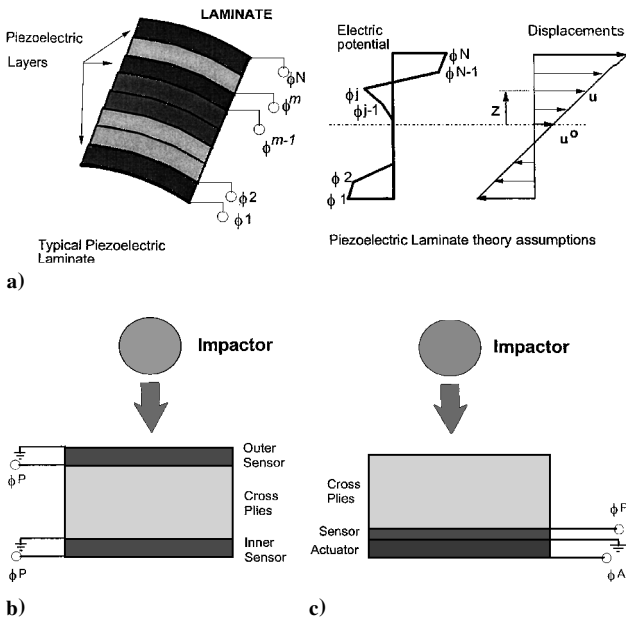 LAMINATE
Piezoelectric
Layers
ϕN
ϕm
ϕm-1
ϕ2
ϕ1
Typical Piezoelectric
Laminate
Electric
potential
Displacements
ϕN
ϕN-1
ϕj
ϕj-1
ϕ2
ϕ1
z
u
u°
Piezoelectric Laminate theory assumptions
a)
Impactor
Outer
Sensor
Cross
Plies
Inner
Sensor
ϕP
ϕP
b)
Impactor
Cross
Plies
Sensor
Actuator
ϕP
ϕA
c)